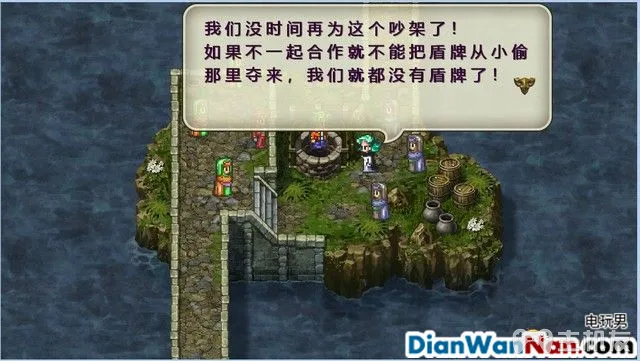 我们没时间再为这个吵架了！
如果不一起合作就不能把盾牌从小偷
那里夺来，我们就都没有盾牌了！
电玩男
DianWanNan.com